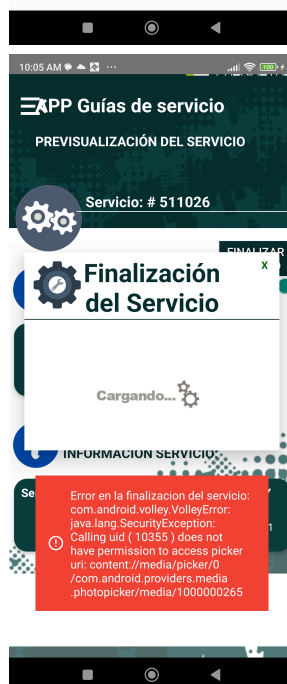 10:05 AM
100
APP Guías de servicio
PREVISUALIZACIÓN DEL SERVICIO
Servicio: # 511026
FINALIZAR
x
Finalización
del Servicio
Cargando...
INFORMACION SERVICIO:
Se
Error en la finalizacion del servicio:
com.android.volley.VolleyError:
java.lang.SecurityException:
Calling uid ( 10355 ) does not
have permission to access picker
uri: content://media/picker/0
/com.android.providers.media
.photopicker/media/1000000265